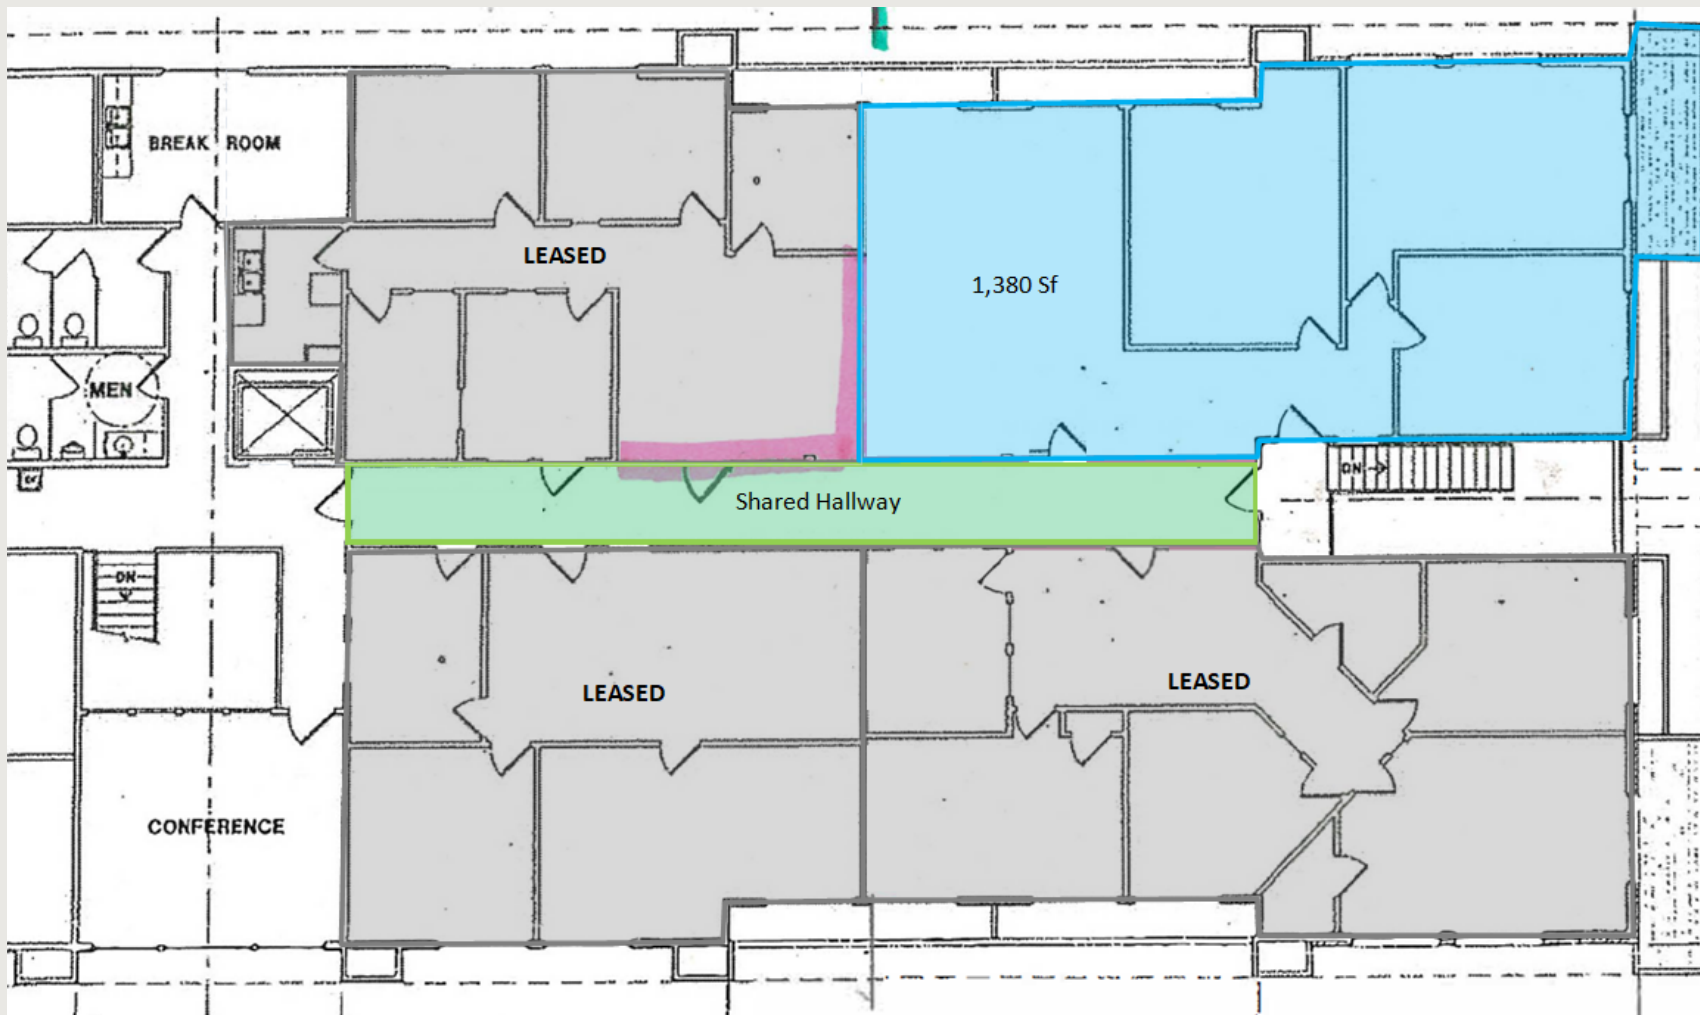 BREAK ROOM
LEASED
1,380 Sf
MEN
DN
Shared Hallway
DN
LEASED
LEASED
CONFERENCE